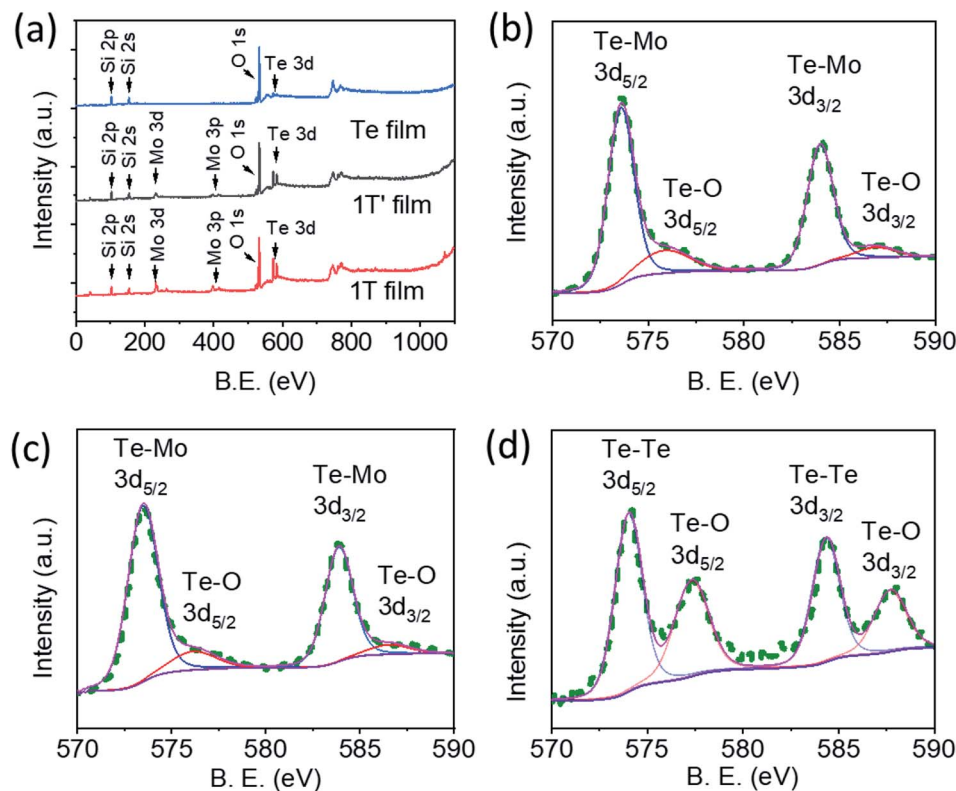 (a)
Si 2p
Si 2s
O 1s
Te 3d
Te film
Si 2p
Si 2s
Mo 3d
Mo 3p
O 1s
Te 3d
1T' film
Si 2p
Si 2s
Mo 3d
Mo 3p
O 1s
Te 3d
1T film
Intensity (a.u.)
0 200 400 600 800 1000
B.E. (eV)
(b)
Te-Mo
3d5/2
Te-O
3d5/2
Te-Mo
3d3/2
Te-O
3d3/2
Intensity (a.u.)
570 575 580 585 590
B. E. (eV)
(c)
Te-Mo
3d5/2
Te-O
3d5/2
Te-Mo
3d3/2
Te-O
3d3/2
Intensity (a.u.)
570 575 580 585 590
B. E. (eV)
(d)
Te-Te
3d5/2
Te-O
3d5/2
Te-Te
3d3/2
Te-O
3d3/2
Intensity (a.u.)
570 575 580 585 590
B. E. (eV)